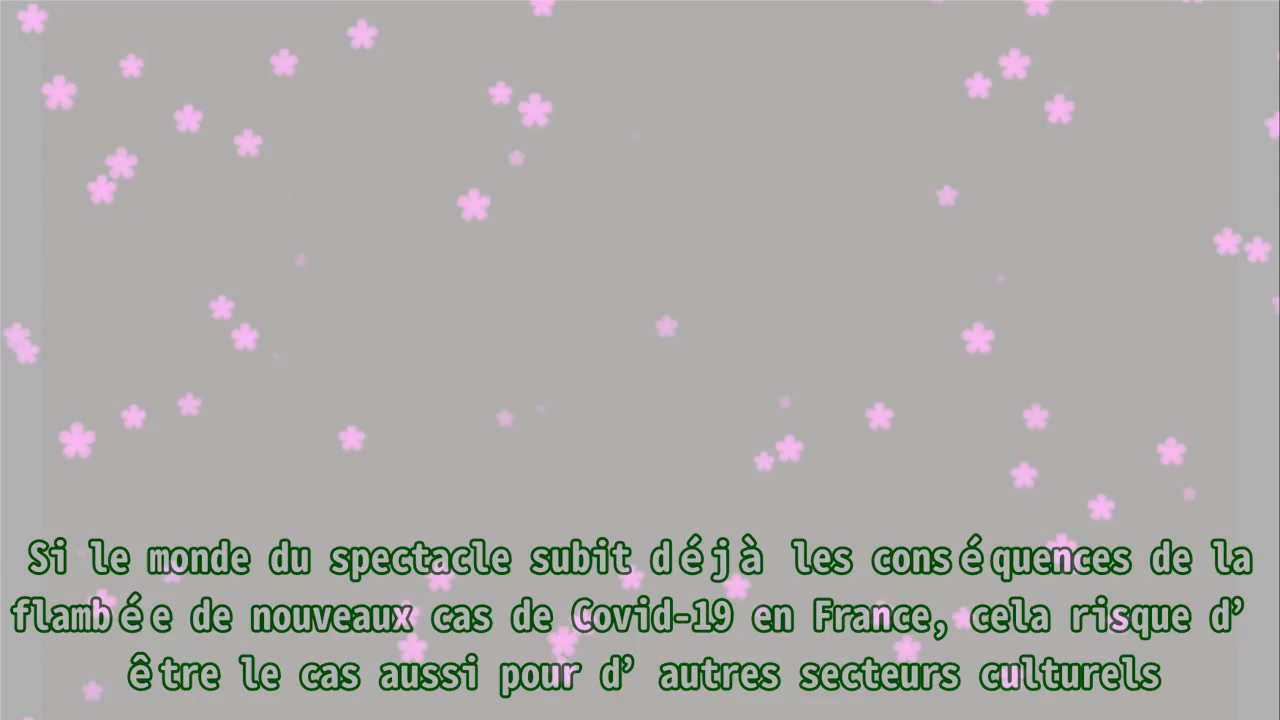 Si le monde du spectacle subit déjà les conséquences de la
flambée de nouveaux cas de Covid-19 en France, cela risque d’
être le cas aussi pour d’ autres secteurs culturels